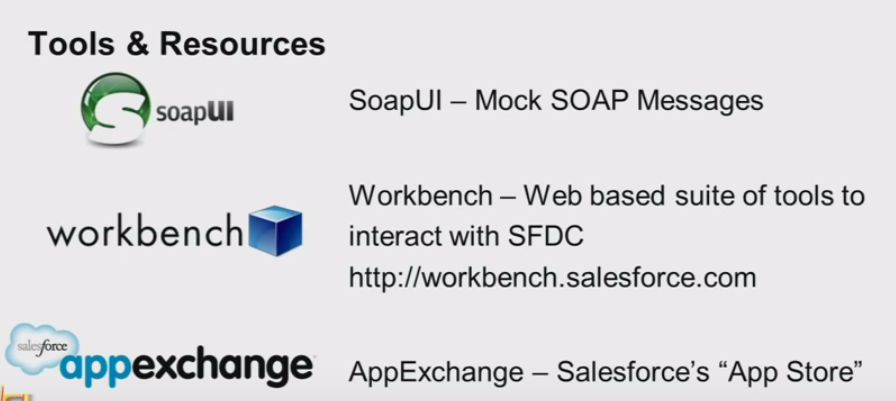 Tools & Resources
soapUI
SoapUI – Mock SOAP Messages
workbench
Workbench – Web based suite of tools to
interact with SFDC
http://workbench.salesforce.com
salesforce
appexchange
AppExchange – Salesforce's “App Store”